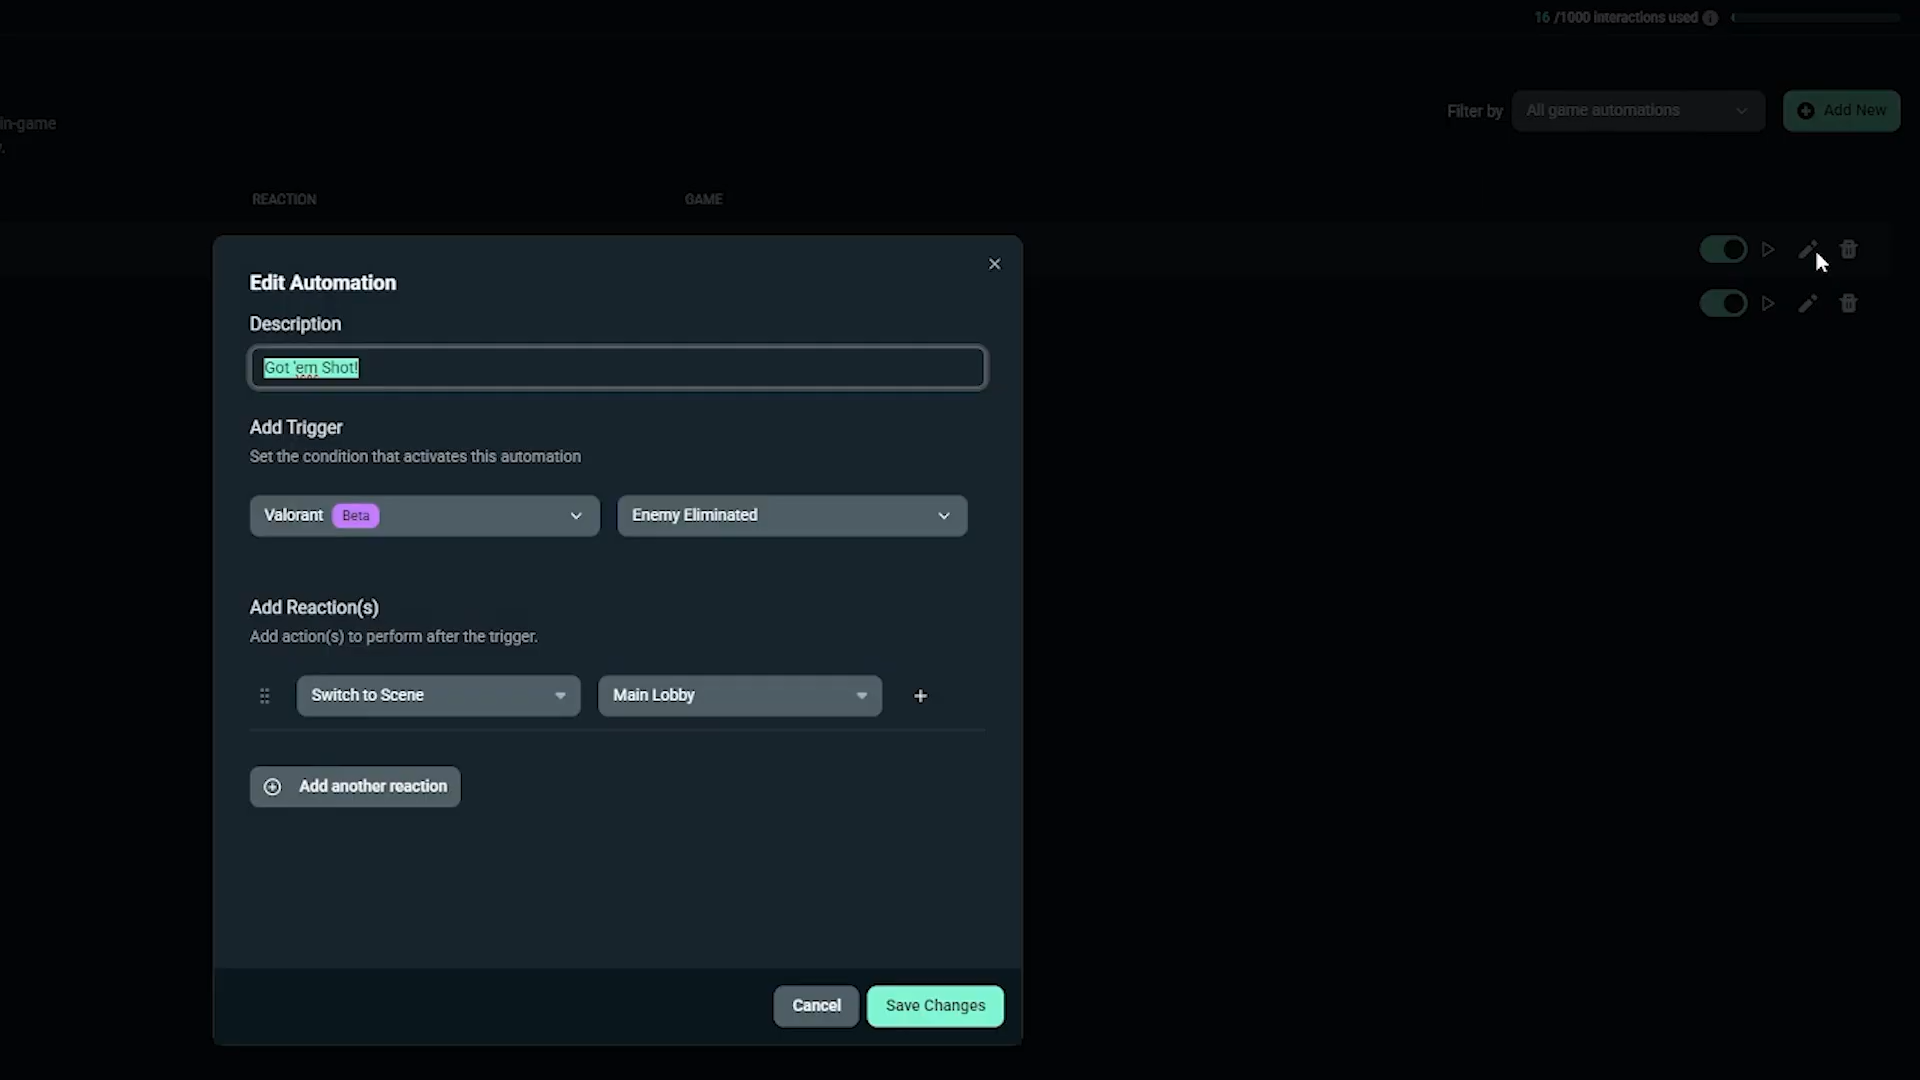 16 /1000 interactions used
in-game
Filter by
All game automations
Add New
REACTION
GAME
Edit Automation
Description
Got 'em Shot!
Add Trigger
Set the condition that activates this automation
Valorant Beta
Enemy Eliminated
Add Reaction(s)
Add action(s) to perform after the trigger.
Switch to Scene
Main Lobby
Add another reaction
Cancel
Save Changes